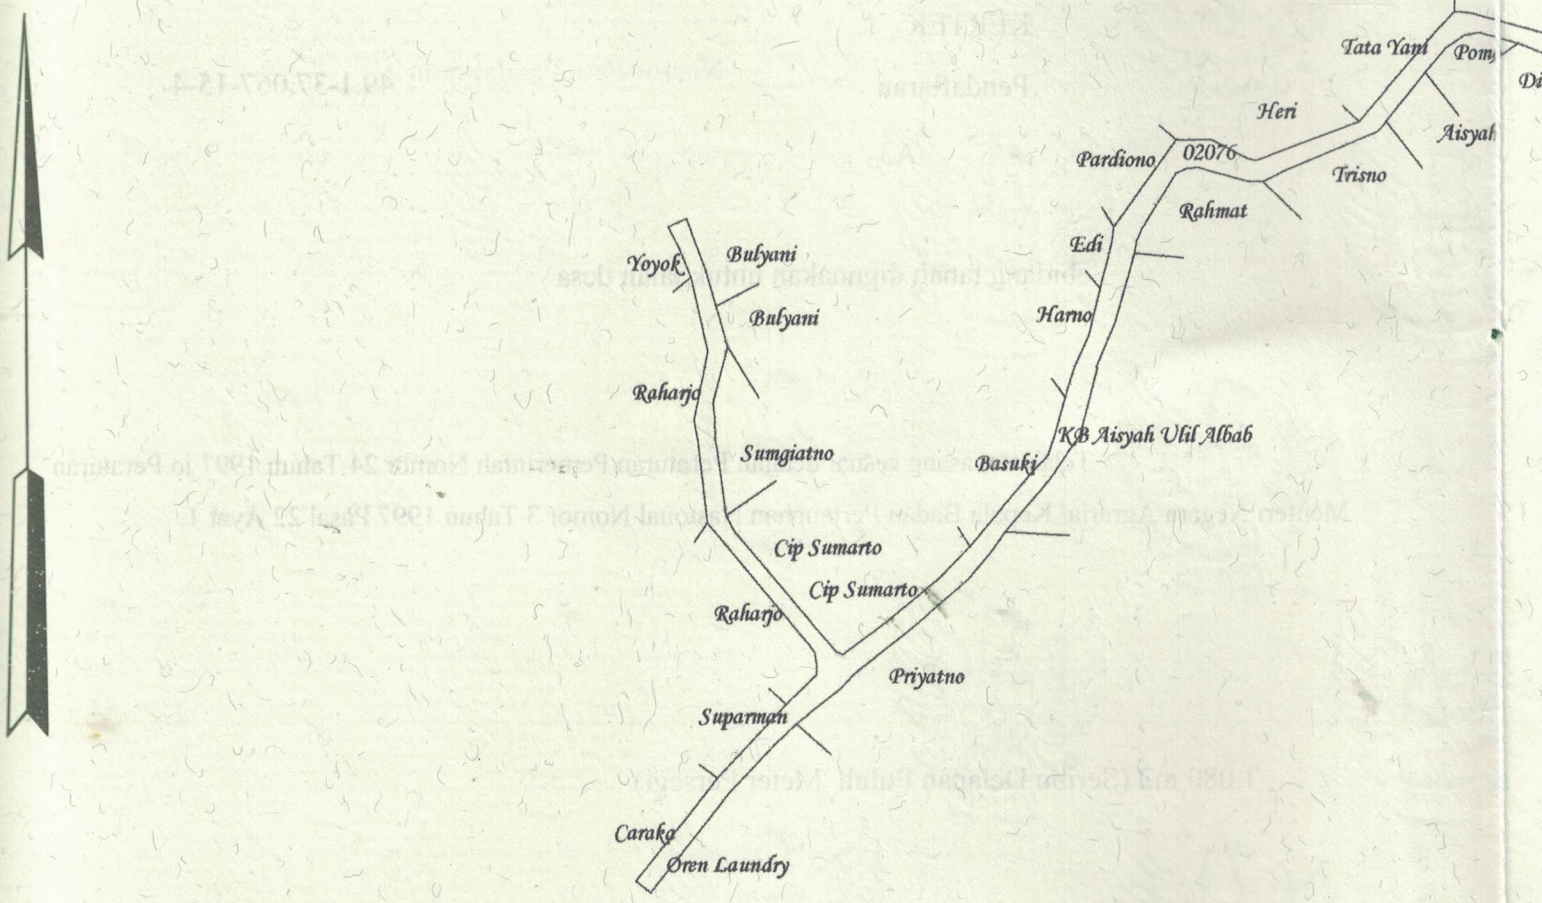 Tata Yani
Heri
Aisyah
Pardiono
02076
Trisno
Rahmat
Edi
Yoyok
Bulyani
Bulyani
Harno
Raharjo
KB Aisyah Ulil Albab
Sumgiatno
Basuki
Cip Sumarto
Cip Sumarto
Raharjo
Priyatno
Suparman
Caraka
Oren Laundry